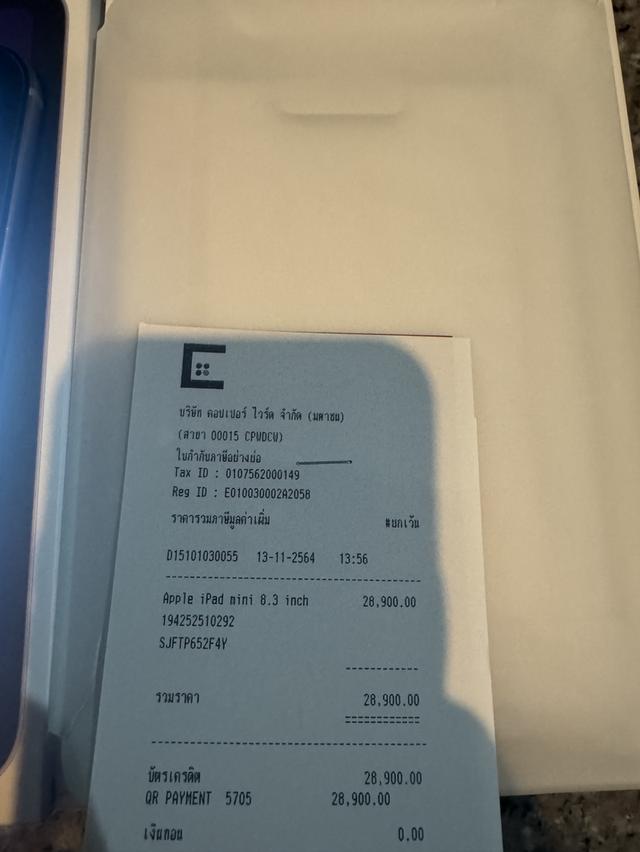 บริษัท คอปเปอร์ ไวร์ด จำกัด (มหาชน)
(สาขา 00015 CPWDCW)
ใบกำกับภาษีอย่างย่อ
Tax ID : 0107562000149
Reg ID : E010030002A2058
ราคารวมภาษีมูลค่าเพิ่ม #ยกเว้น
D15101030055 13-11-2564 13:56
Apple iPad mini 8.3 inch 28,900.00
194252510292
SJFTP652F4Y
รวมราคา 28,900.00
บัตรเครดิต 28,900.00
QR PAYMENT 5705 28,900.00
เงินทอน 0.00